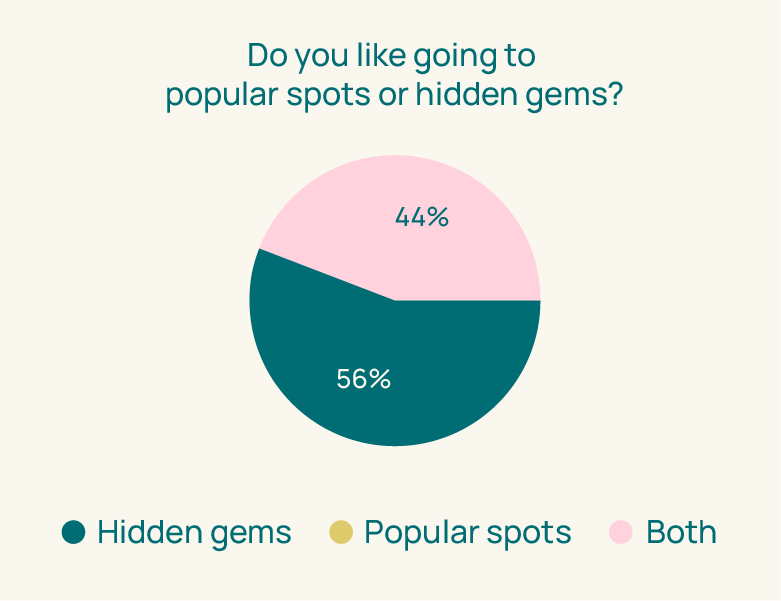 Do you like going to
popular spots or hidden gems?
44%
56%
Hidden gems
Popular spots
Both